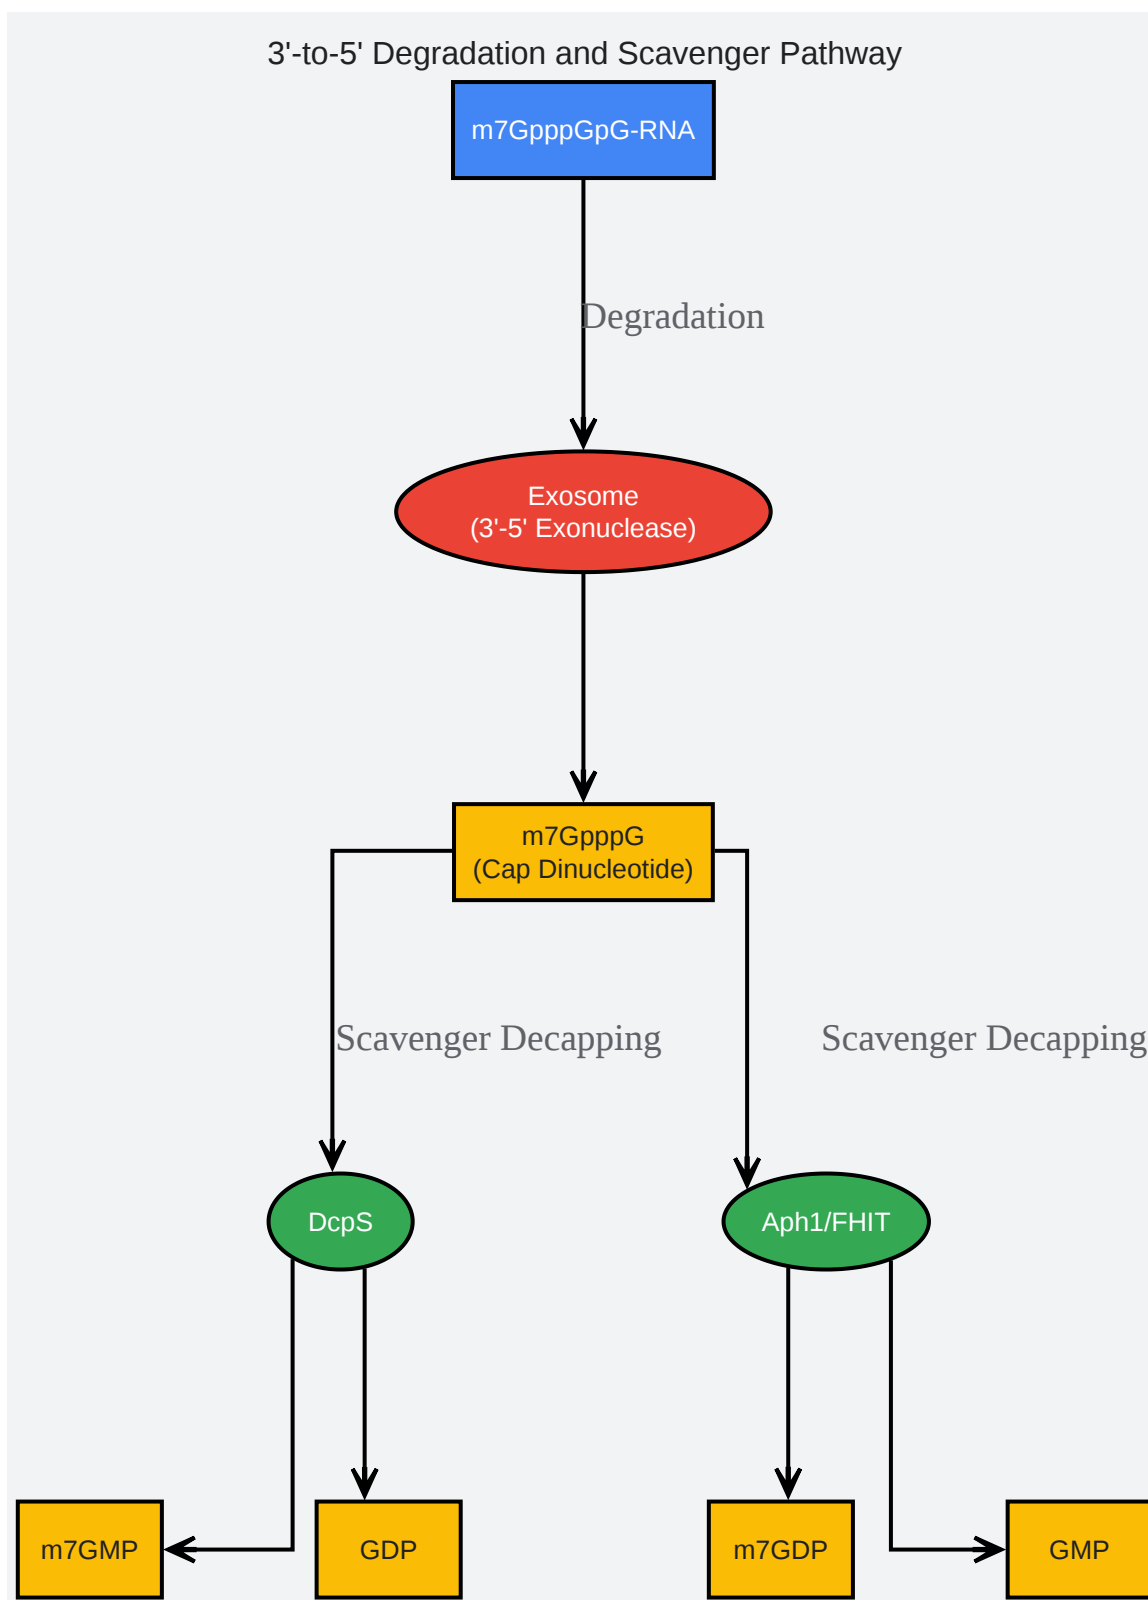 3'-to-5' Degradation and Scavenger Pathway
m7GpppGpG-RNA
Degradation
Exosome
(3'-5' Exonuclease)
m7GpppG
(Cap Dinucleotide)
Scavenger Decapping
Scavenger Decapping
DcpS
Aph1/FHIT
m7GMP
GDP
m7GDP
GMP